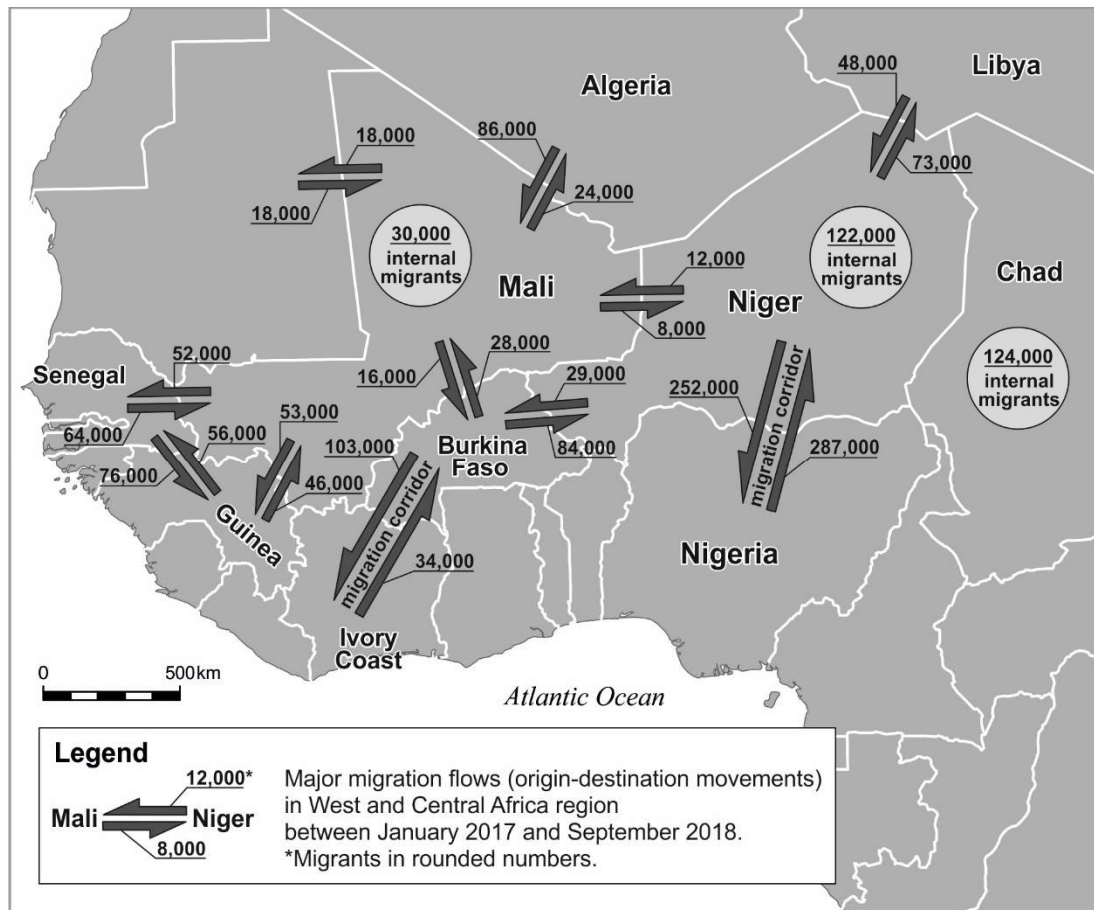 48,000
Libya
Algeria
86,000
18,000
73,000
24,000
18,000
30,000
internal
migrants
122,000
internal
migrants
Chad
12,000
Mali
Niger
8,000
124,000
internal
migrants
52,000
28,000
Senegal
16,000
29,000
252,000
migration corridor
53,000
64,000
56,000
103,000
Burkina
Faso
84,000
287,000
76,000
46,000
migration corridor
Guinea
34,000
Nigeria
Ivory
Coast
0 500km
Atlantic Ocean
Legend
12,000*
Mali Niger
8,000
Major migration flows (origin-destination movements)
in West and Central Africa region
between January 2017 and September 2018.
*Migrants in rounded numbers.